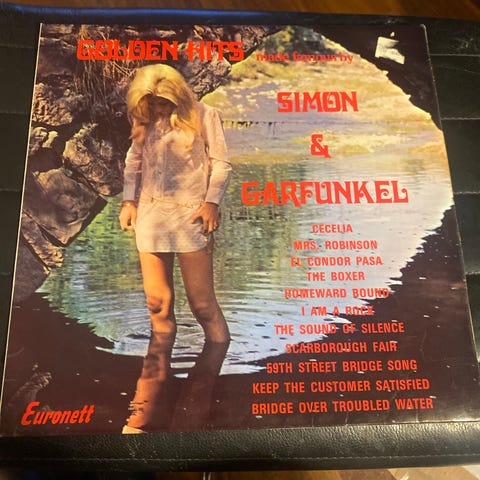 GOLDEN HITS made famous by
SIMON
&
GARFUNKEL
CECELIA
MRS. ROBINSON
EL CONDOR PASA
THE BOXER
HOMEWARD BOUND
I AM A ROCK
THE SOUND OF SILENCE
SCARBOROUGH FAIR
59TH STREET BRIDGE SONG
KEEP THE CUSTOMER SATISFIED
BRIDGE OVER TROUBLED WATER
Euronett